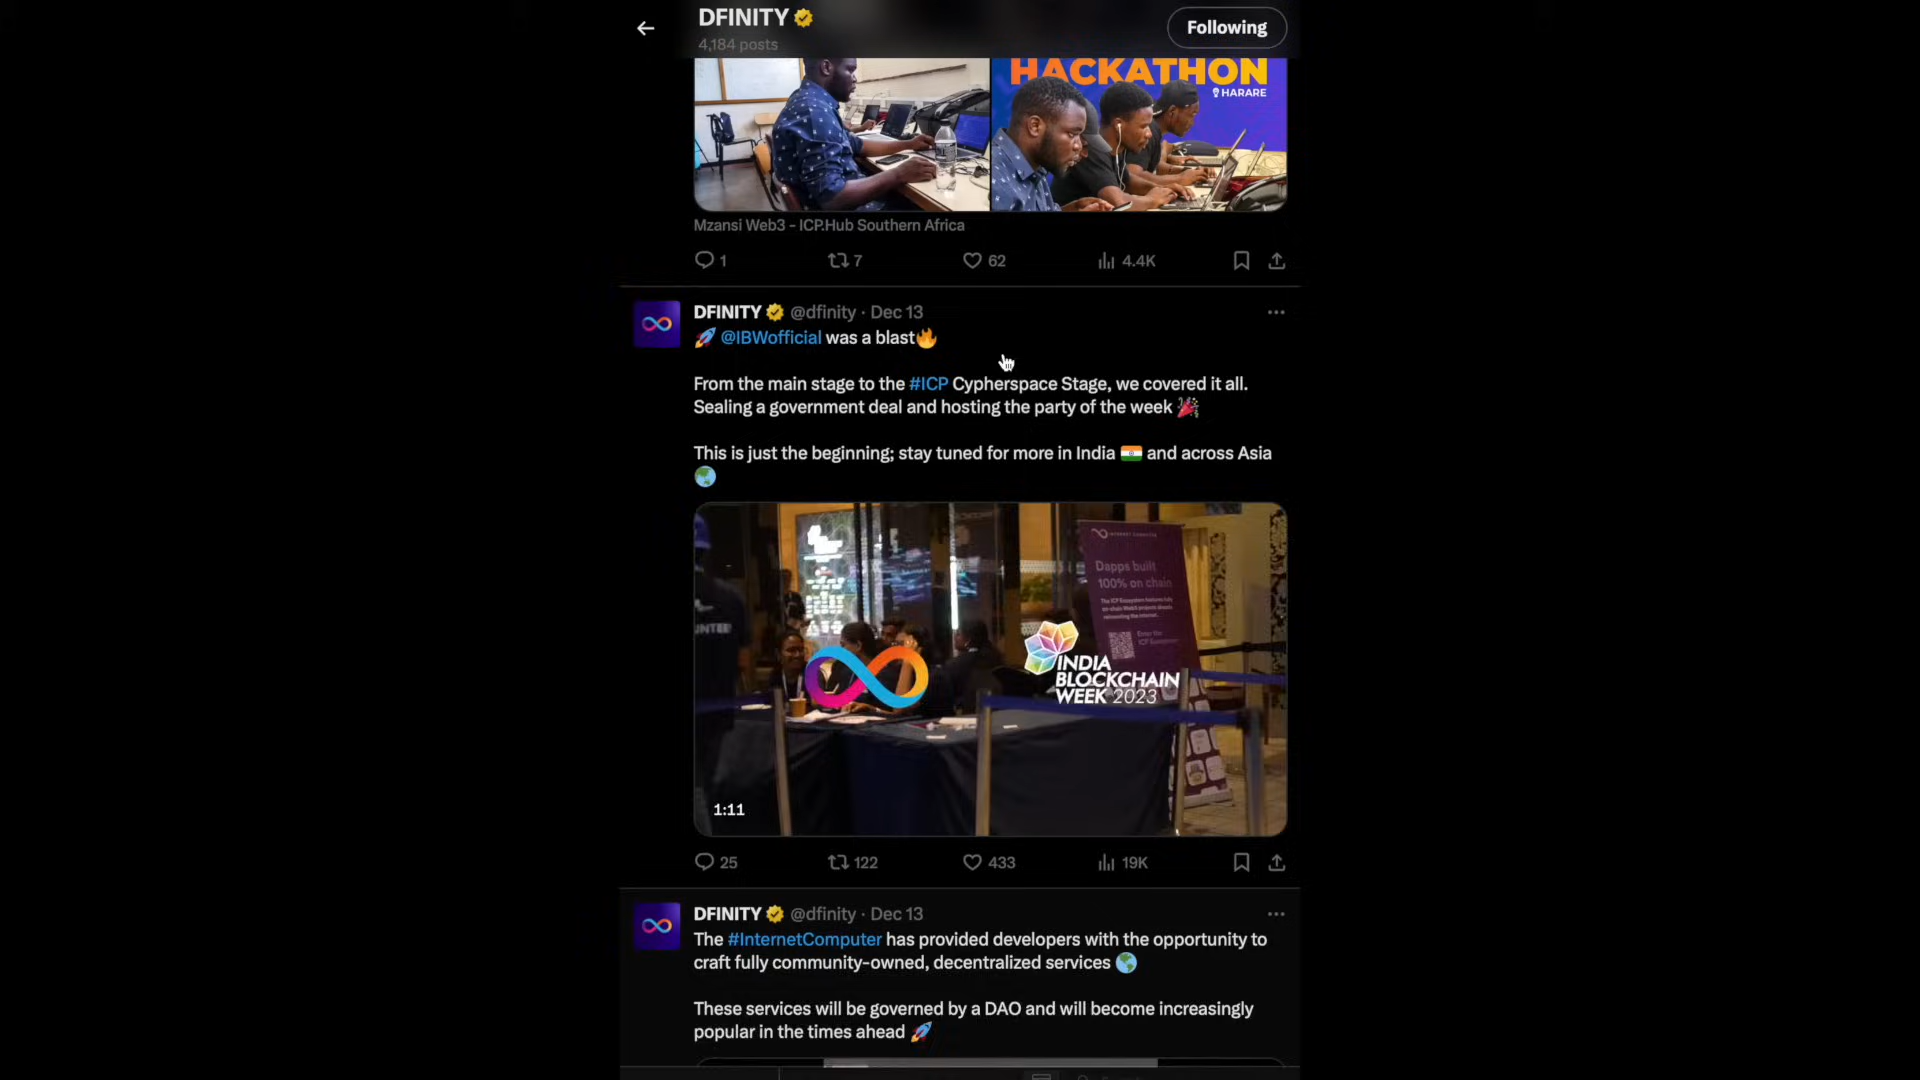 DFINITY
4,184 posts
Following
HACKATHON
HARARE
Mzansi Web3 - ICP.Hub Southern Africa
1 7 62 4.4K
DFINITY @dfinity · Dec 13
🚀 @IBWofficial was a blast🔥
From the main stage to the #ICP Cypherspace Stage, we covered it all.
Sealing a government deal and hosting the party of the week 🎉
This is just the beginning; stay tuned for more in India 🇮🇳 and across Asia
🌏
INTERNET COMPUTER
Dapps built
100% on chain
INDIA
BLOCKCHAIN
WEEK 2023
1:11
25 122 433 19K
DFINITY @dfinity · Dec 13
The #InternetComputer has provided developers with the opportunity to
craft fully community-owned, decentralized services 🌎
These services will be governed by a DAO and will become increasingly
popular in the times ahead 🚀